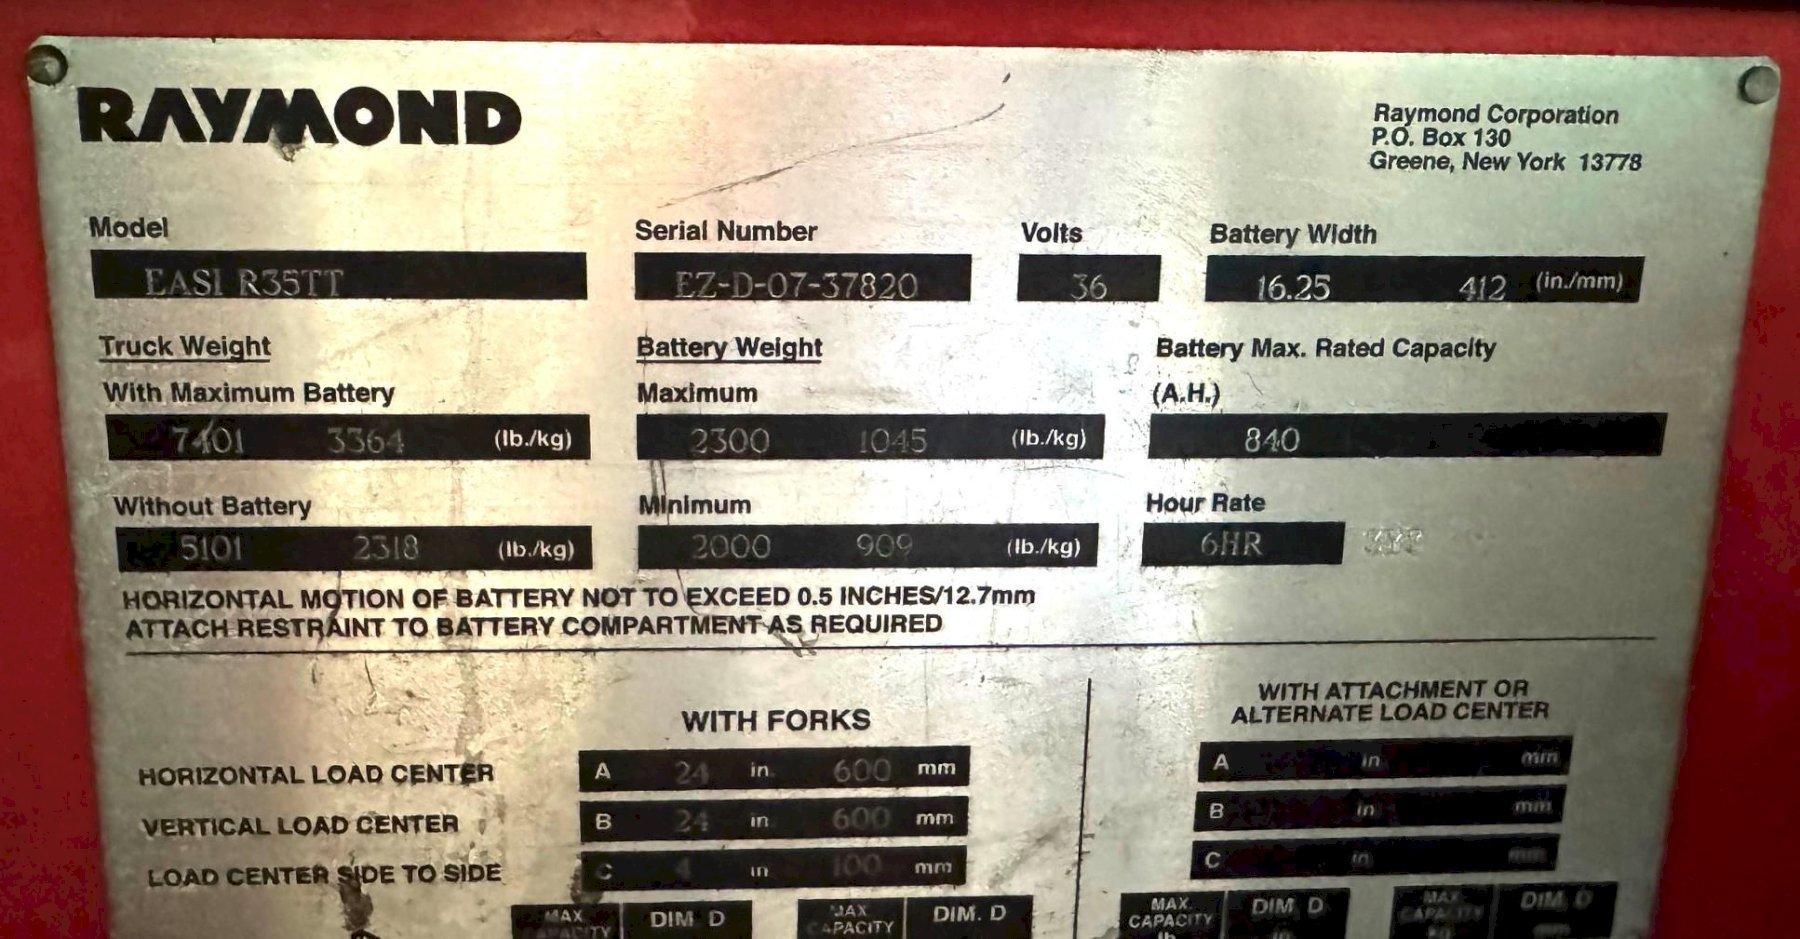 RAYMOND
Raymond Corporation
P.O. Box 130
Greene, New York 13778
Model
EASI R35TT
Serial Number
EZ-D-07-37820
Volts
36
Battery Width
16.25 412 (in./mm)
Truck Weight
With Maximum Battery
7401 3364 (lb./kg)
Battery Weight
Maximum
2300 1045 (lb./kg)
Battery Max. Rated Capacity
(A.H.)
840
Without Battery
5101 2318 (lb./kg)
Minimum
2000 909 (lb./kg)
Hour Rate
6HR
HORIZONTAL MOTION OF BATTERY NOT TO EXCEED 0.5 INCHES/12.7mm
ATTACH RESTRAINT TO BATTERY COMPARTMENT AS REQUIRED
WITH FORKS
WITH ATTACHMENT OR
ALTERNATE LOAD CENTER
HORIZONTAL LOAD CENTER A 24 in 600 mm
A in mm
VERTICAL LOAD CENTER B 24 in 600 mm
B in mm
LOAD CENTER SIDE TO SIDE C 4 in 100 mm
C in mm
MAX CAPACITY DIM D
MAX CAPACITY DIM. D
MAX. CAPACITY lb DIM D in
MAX CAPACITY kg DIM. D mm